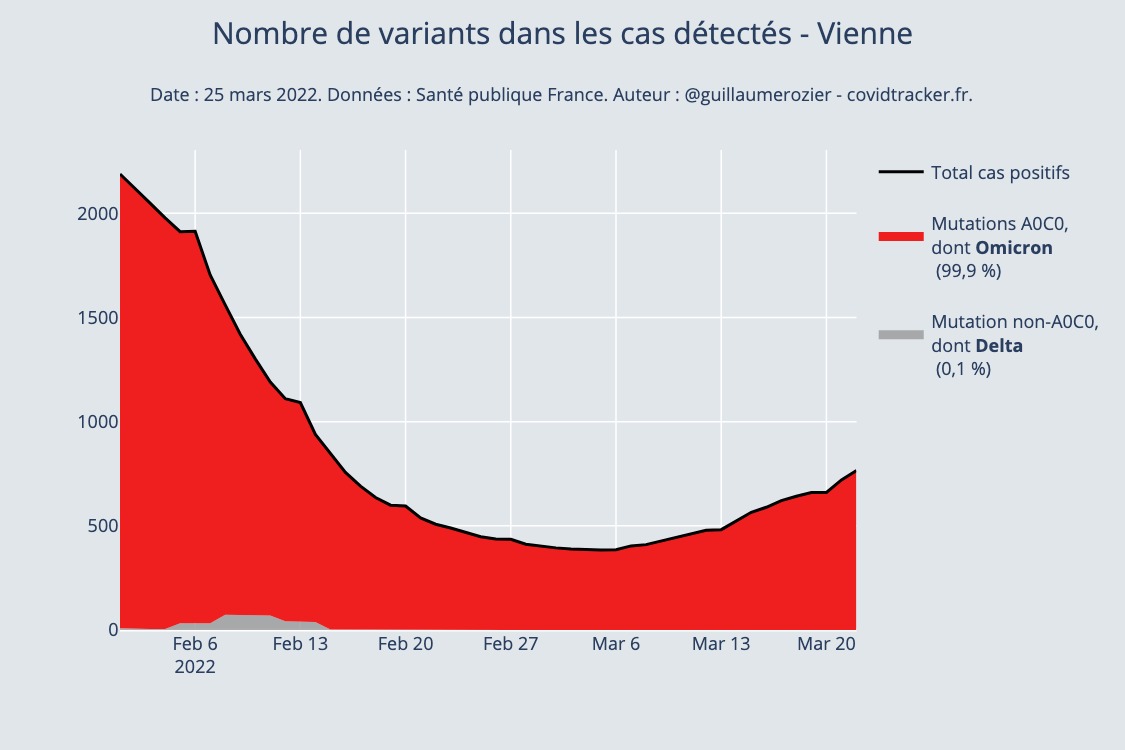 Nombre de variants dans les cas détectés - Vienne
Date : 25 mars 2022. Données : Santé publique France. Auteur : @guillaumerozier - covidtracker.fr.
Total cas positifs
Mutations A0C0,
dont Omicron
(99,9 %)
Mutation non-A0C0,
dont Delta
(0,1 %)
2000
1500
1000
500
0
Feb 6 Feb 13 Feb 20 Feb 27 Mar 6 Mar 13 Mar 20
2022